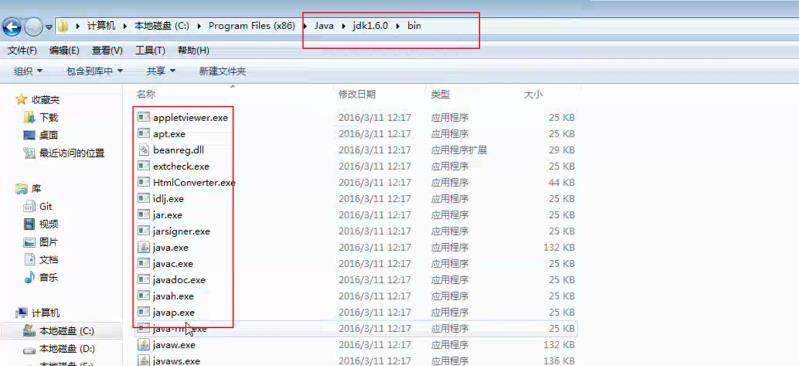 计算机 本地磁盘 (C:) Program Files (x86) Java jdk1.6.0 bin
文件(F) 编辑(E) 查看(V) 工具(T) 帮助(H)
组织 包含到库中 共享 新建文件夹
收藏夹
下载
桌面
最近访问的位置
库
Git
视频
图片
文档
音乐
计算机
本地磁盘 (C:)
本地磁盘 (D:)
名称 修改日期 类型 大小
appletviewer.exe 2016/3/11 12:17 应用程序 25 KB
apt.exe 2016/3/11 12:17 应用程序 25 KB
beanreg.dll 2016/3/11 12:17 应用程序扩展 29 KB
extcheck.exe 2016/3/11 12:17 应用程序 25 KB
HtmlConverter.exe 2016/3/11 12:17 应用程序 44 KB
idlj.exe 2016/3/11 12:17 应用程序 25 KB
jar.exe 2016/3/11 12:17 应用程序 25 KB
jarsigner.exe 2016/3/11 12:17 应用程序 25 KB
java.exe 2016/3/11 12:17 应用程序 132 KB
javac.exe 2016/3/11 12:17 应用程序 25 KB
javadoc.exe 2016/3/11 12:17 应用程序 25 KB
javah.exe 2016/3/11 12:17 应用程序 25 KB
javap.exe 2016/3/11 12:17 应用程序 25 KB
java-rmi.exe 2016/3/11 12:17 应用程序 25 KB
javaw.exe 2016/3/11 12:17 应用程序 132 KB
javaws.exe 2016/3/11 12:17 应用程序 136 KB